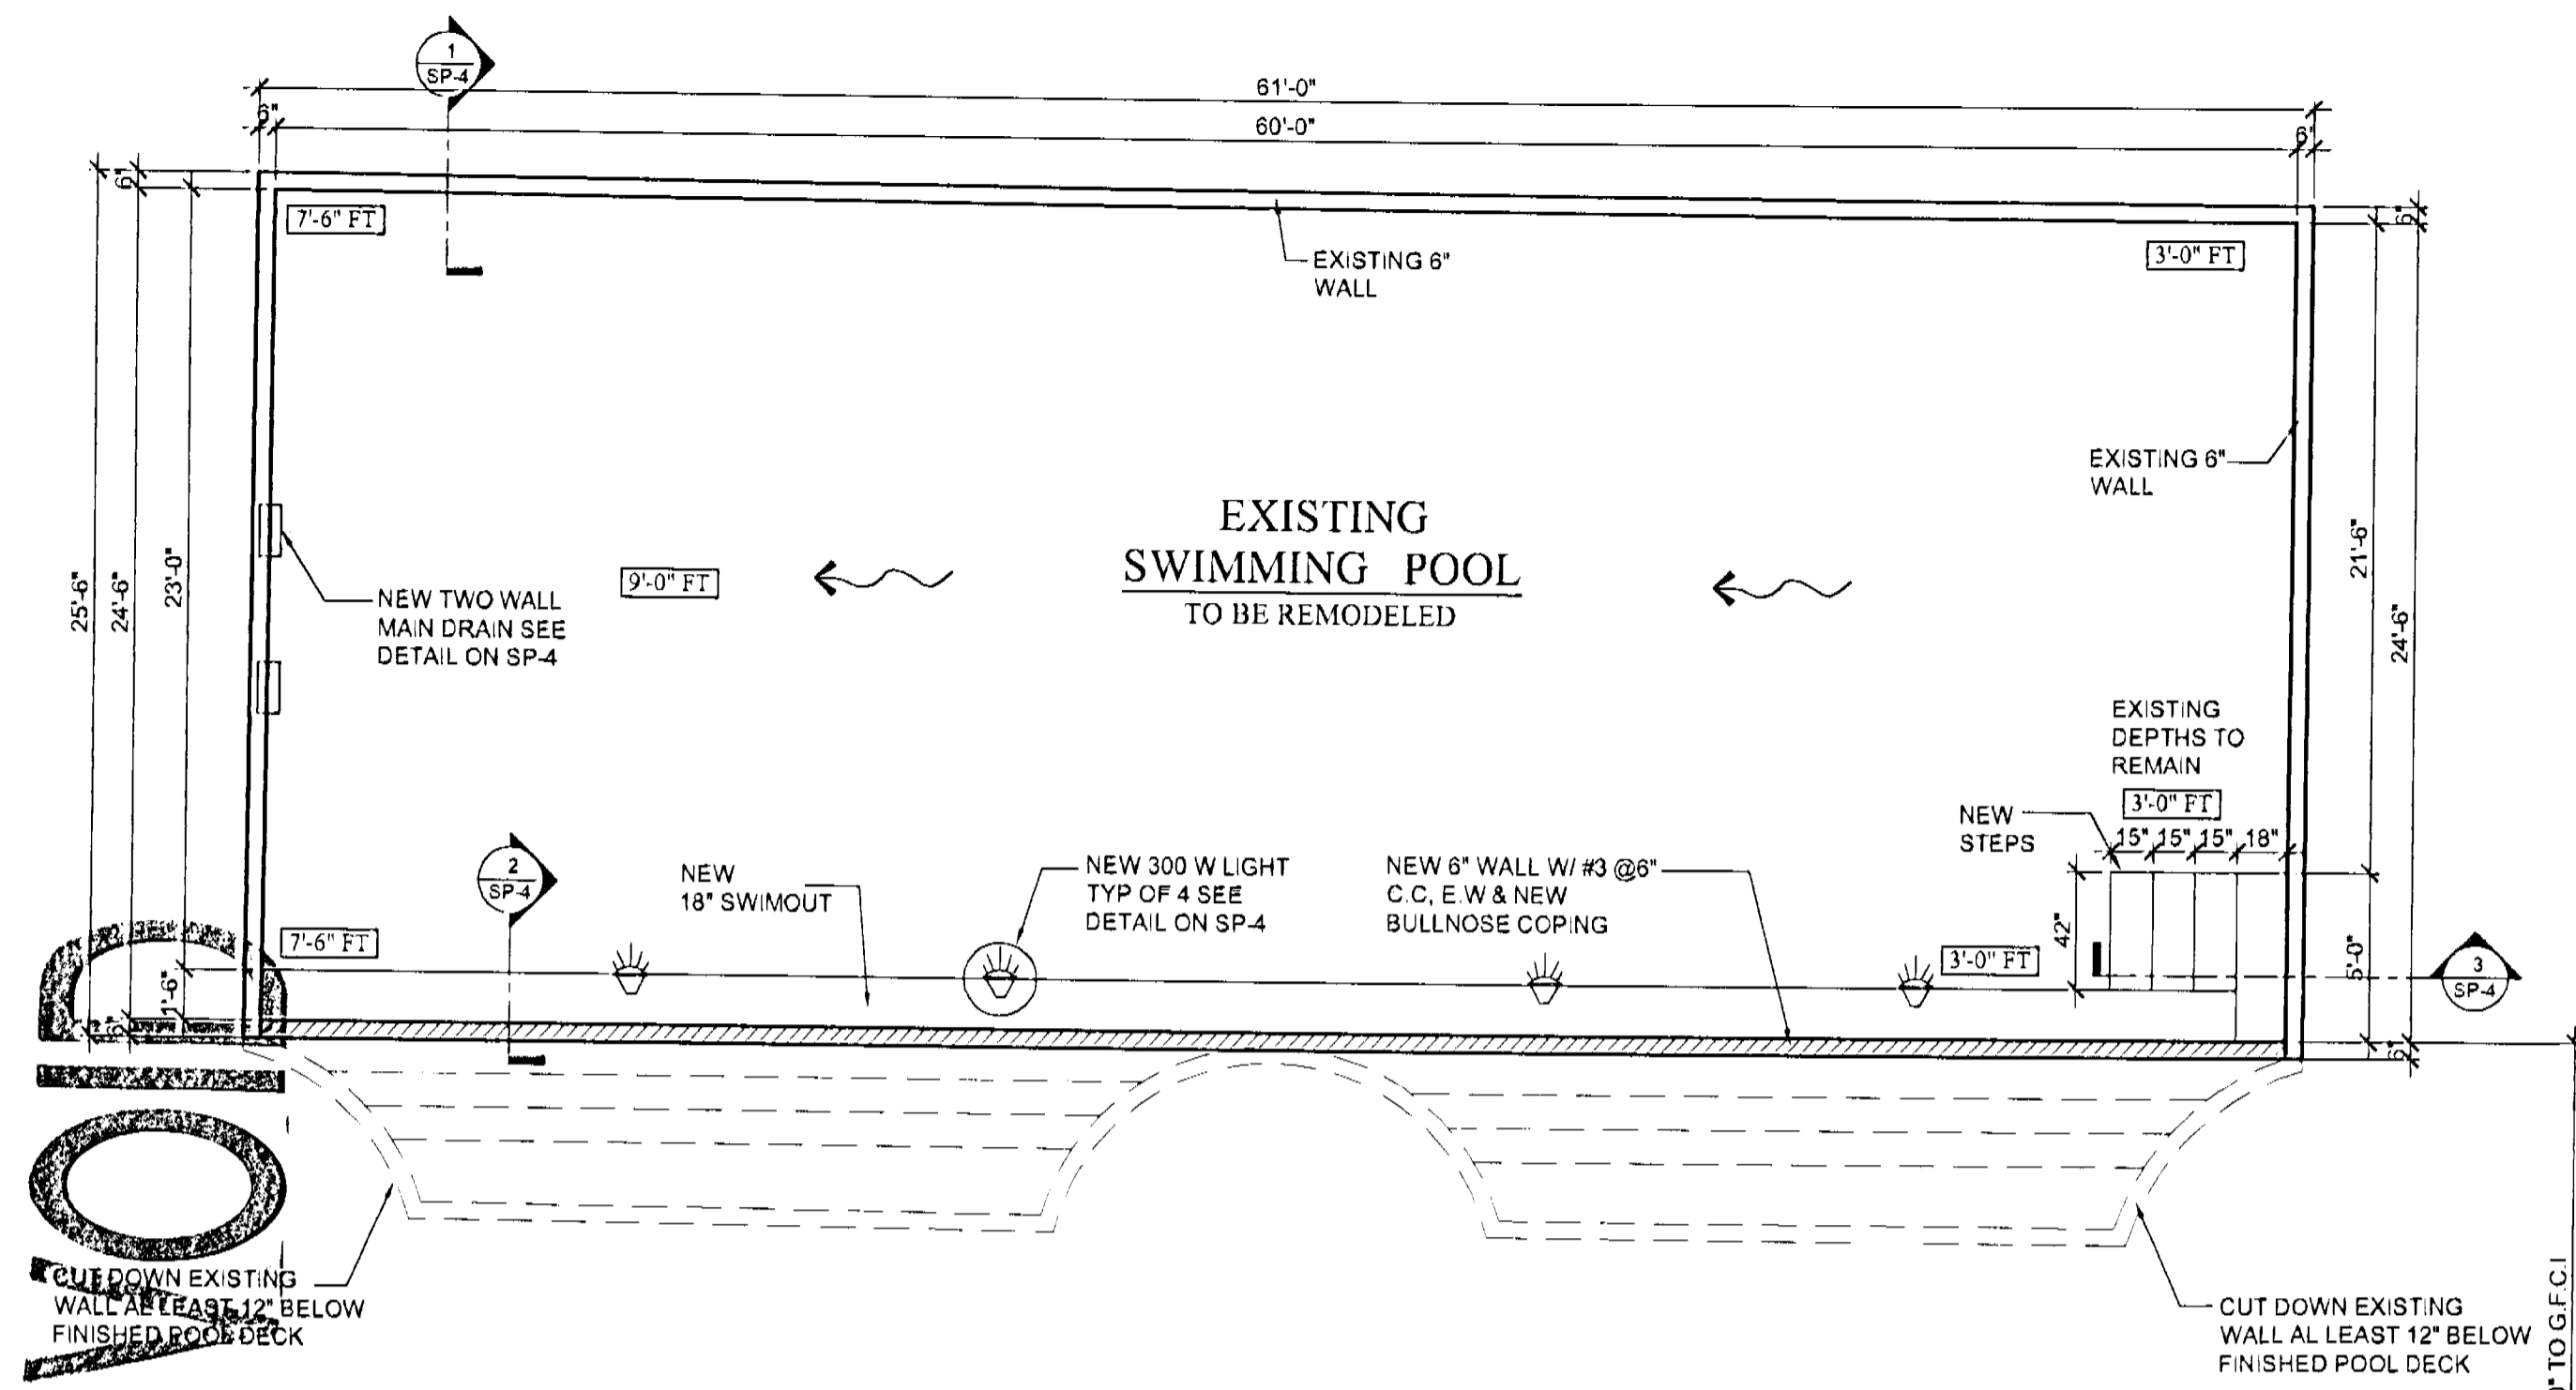 1
SP-4
61'-0"
6"
60'-0"
6'
6"
6"
7'-6" FT
3'-0" FT
EXISTING 6"
WALL
EXISTING 6"
WALL
EXISTING
SWIMMING POOL
TO BE REMODELED
9'-0" FT
25'-6"
24'-6"
23'-0"
21'-6"
24'-6"
NEW TWO WALL
MAIN DRAIN SEE
DETAIL ON SP-4
EXISTING
DEPTHS TO
REMAIN
3'-0" FT
NEW
STEPS
15" 15" 15" 18"
2
SP-4
NEW
18" SWIMOUT
NEW 300 W LIGHT
TYP OF 4 SEE
DETAIL ON SP-4
NEW 6" WALL W/ #3 @6"
C.C, E.W & NEW
BULLNOSE COPING
42"
7'-6" FT
3'-0" FT
5'-0"
3
SP-4
1'-6"
6"
6"
CUT DOWN EXISTING
WALL AL LEAST 12" BELOW
FINISHED POOL DECK
CUT DOWN EXISTING
WALL AL LEAST 12" BELOW
FINISHED POOL DECK
" TO G.F.C.I
VOID